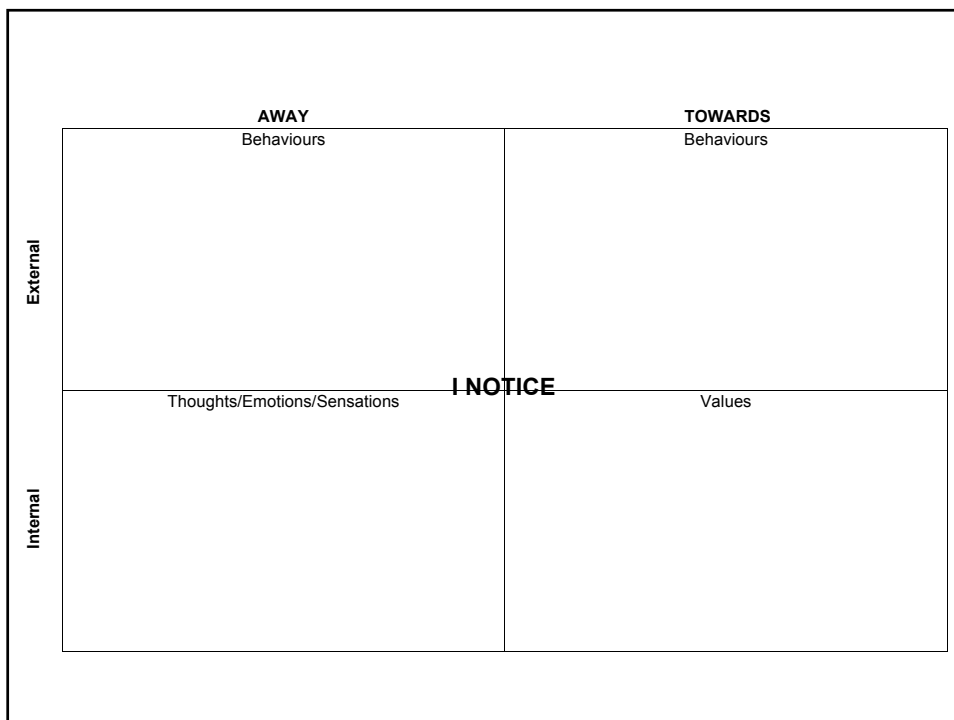 AWAY TOWARDS
Behaviours Behaviours
External
I NOTICE
Thoughts/Emotions/Sensations Values
Internal